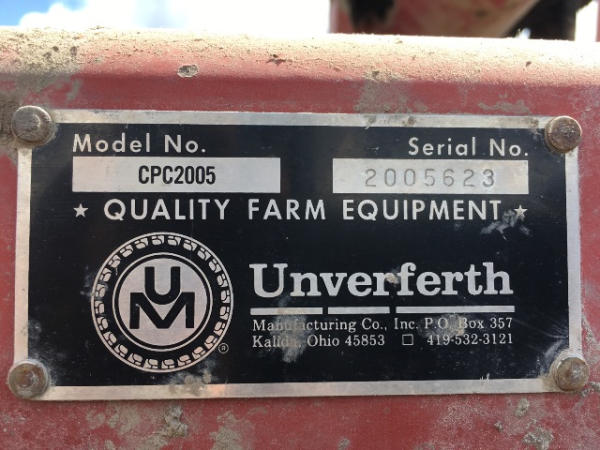 Model No. Serial No.
CPC2005 2005623
★ QUALITY FARM EQUIPMENT ★
UM ®
Unverferth
Manufacturing Co., Inc. P.O. Box 357
Kalida, Ohio 45853 □ 419-532-3121